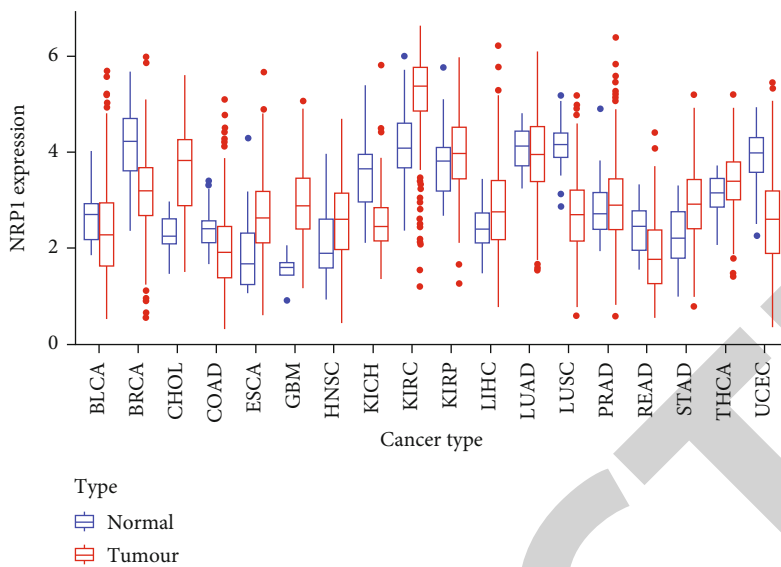 NRP1 expression
6
4
2
0
BLCA
BRCA
CHOL
COAD
ESCA
GBM
HNSC
KICH
KIRC
KIRP
LIHC
LUAD
LUSC
PRAD
READ
STAD
THCA
UCEC
Cancer type
Type
Normal
Tumour